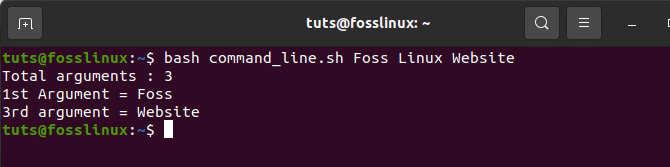 tuts@fosslinux: ~
tuts@fosslinux:~$ bash command_line.sh Foss Linux Website
Total arguments : 3
1st Argument = Foss
3rd argument = Website
tuts@fosslinux:~$